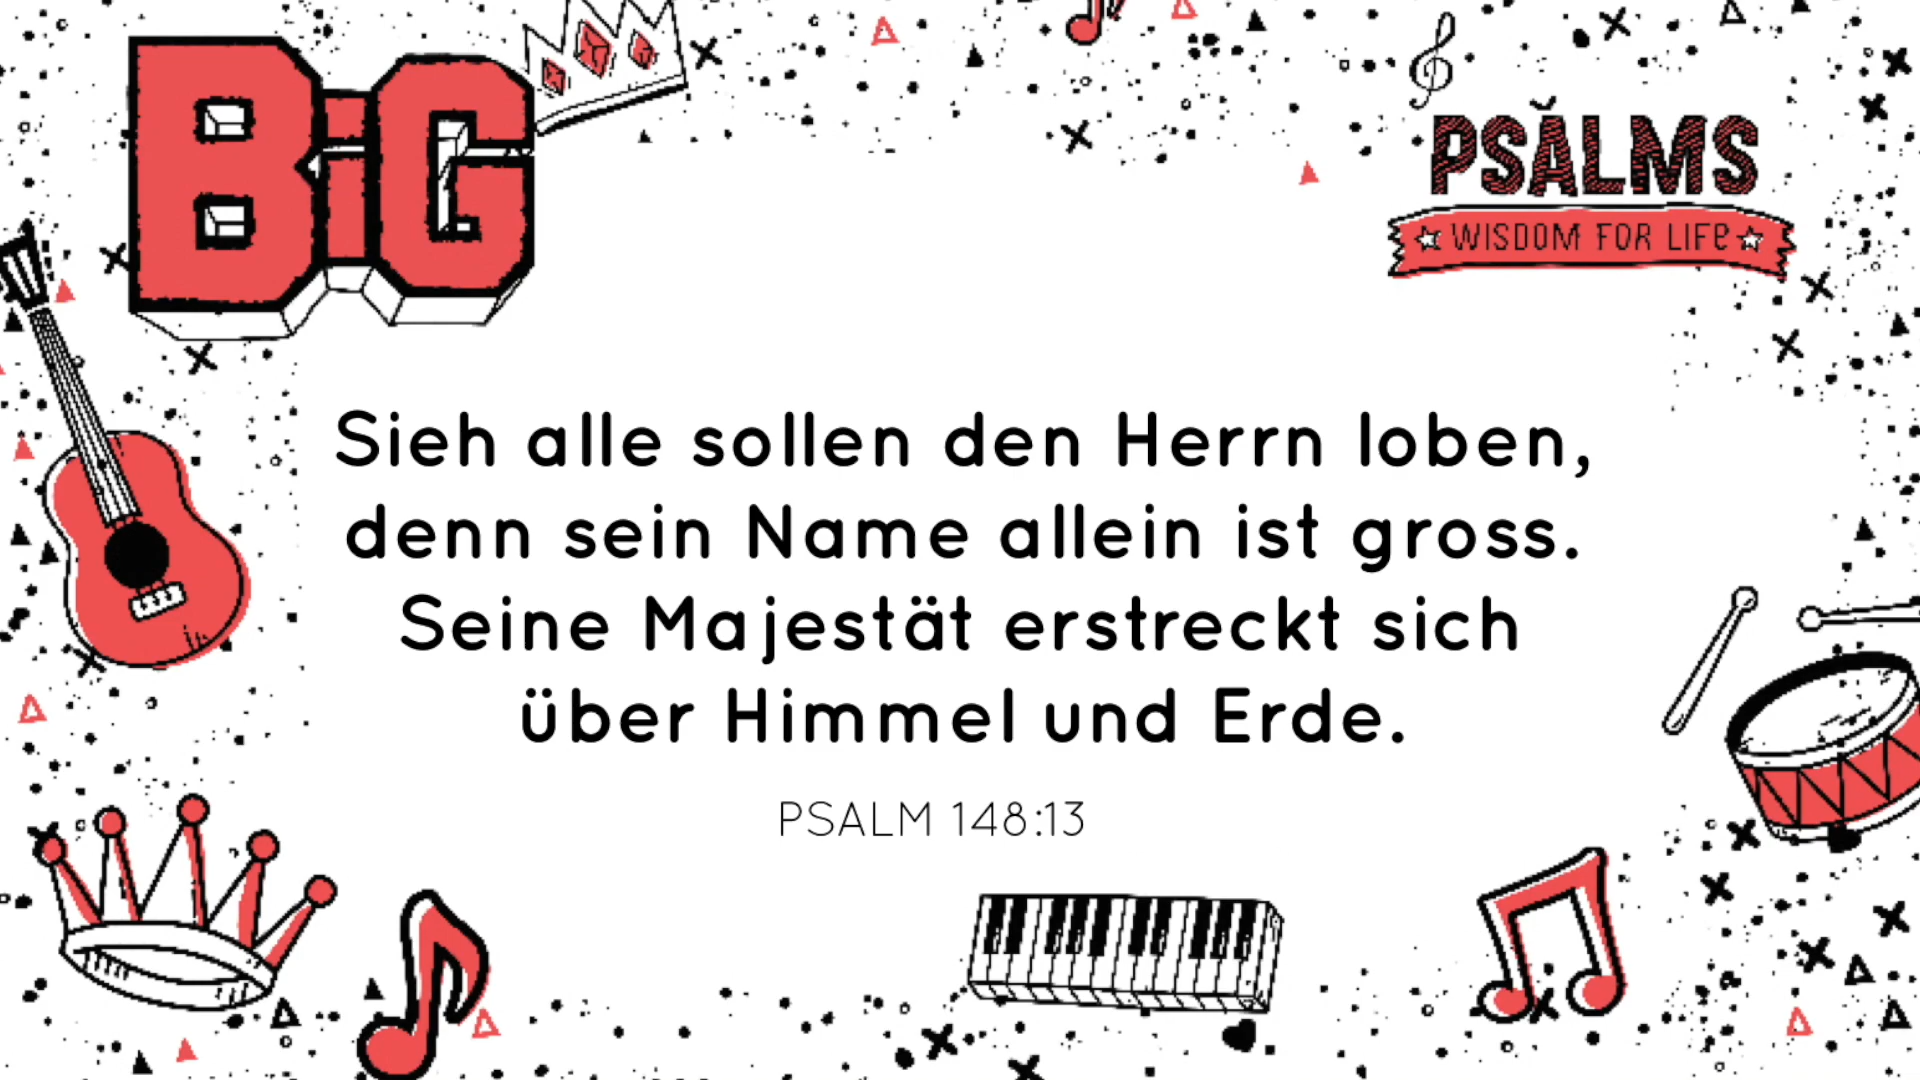 BiG
PSALMS
WISDOM FOR LIFE
Sieh alle sollen den Herrn loben,
denn sein Name allein ist gross.
Seine Majestät erstreckt sich
über Himmel und Erde.
PSALM 148:13